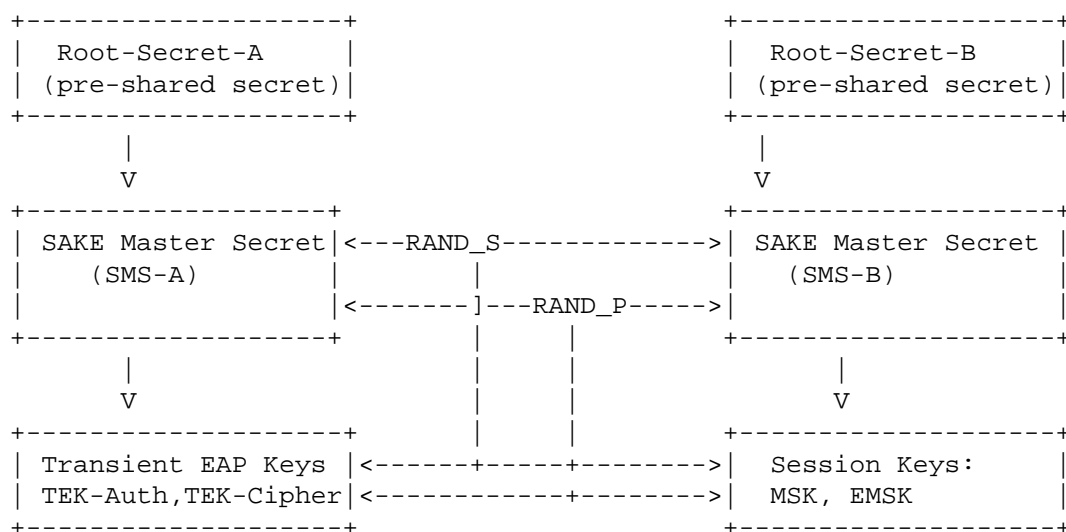 Root-Secret-A Root-Secret-B
(pre-shared secret) (pre-shared secret)
V V
SAKE Master Secret <---RAND_S-------------> SAKE Master Secret
(SMS-A) (SMS-B)
<-------]---RAND_P----->
V V
Transient EAP Keys <------+-----+--------> Session Keys:
TEK-Auth,TEK-Cipher <------------+--------> MSK, EMSK